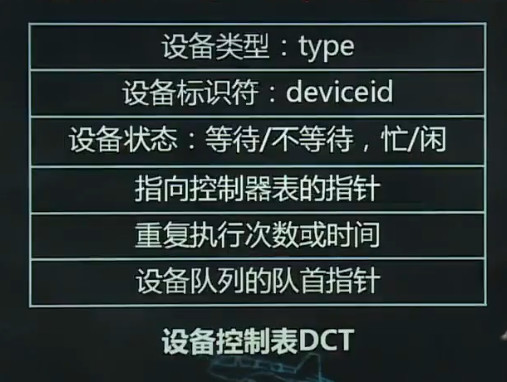 设备类型：type
设备标识符：deviceid
设备状态：等待/不等待，忙/闲
指向控制器表的指针
重复执行次数或时间
设备队列的队首指针
设备控制表DCT